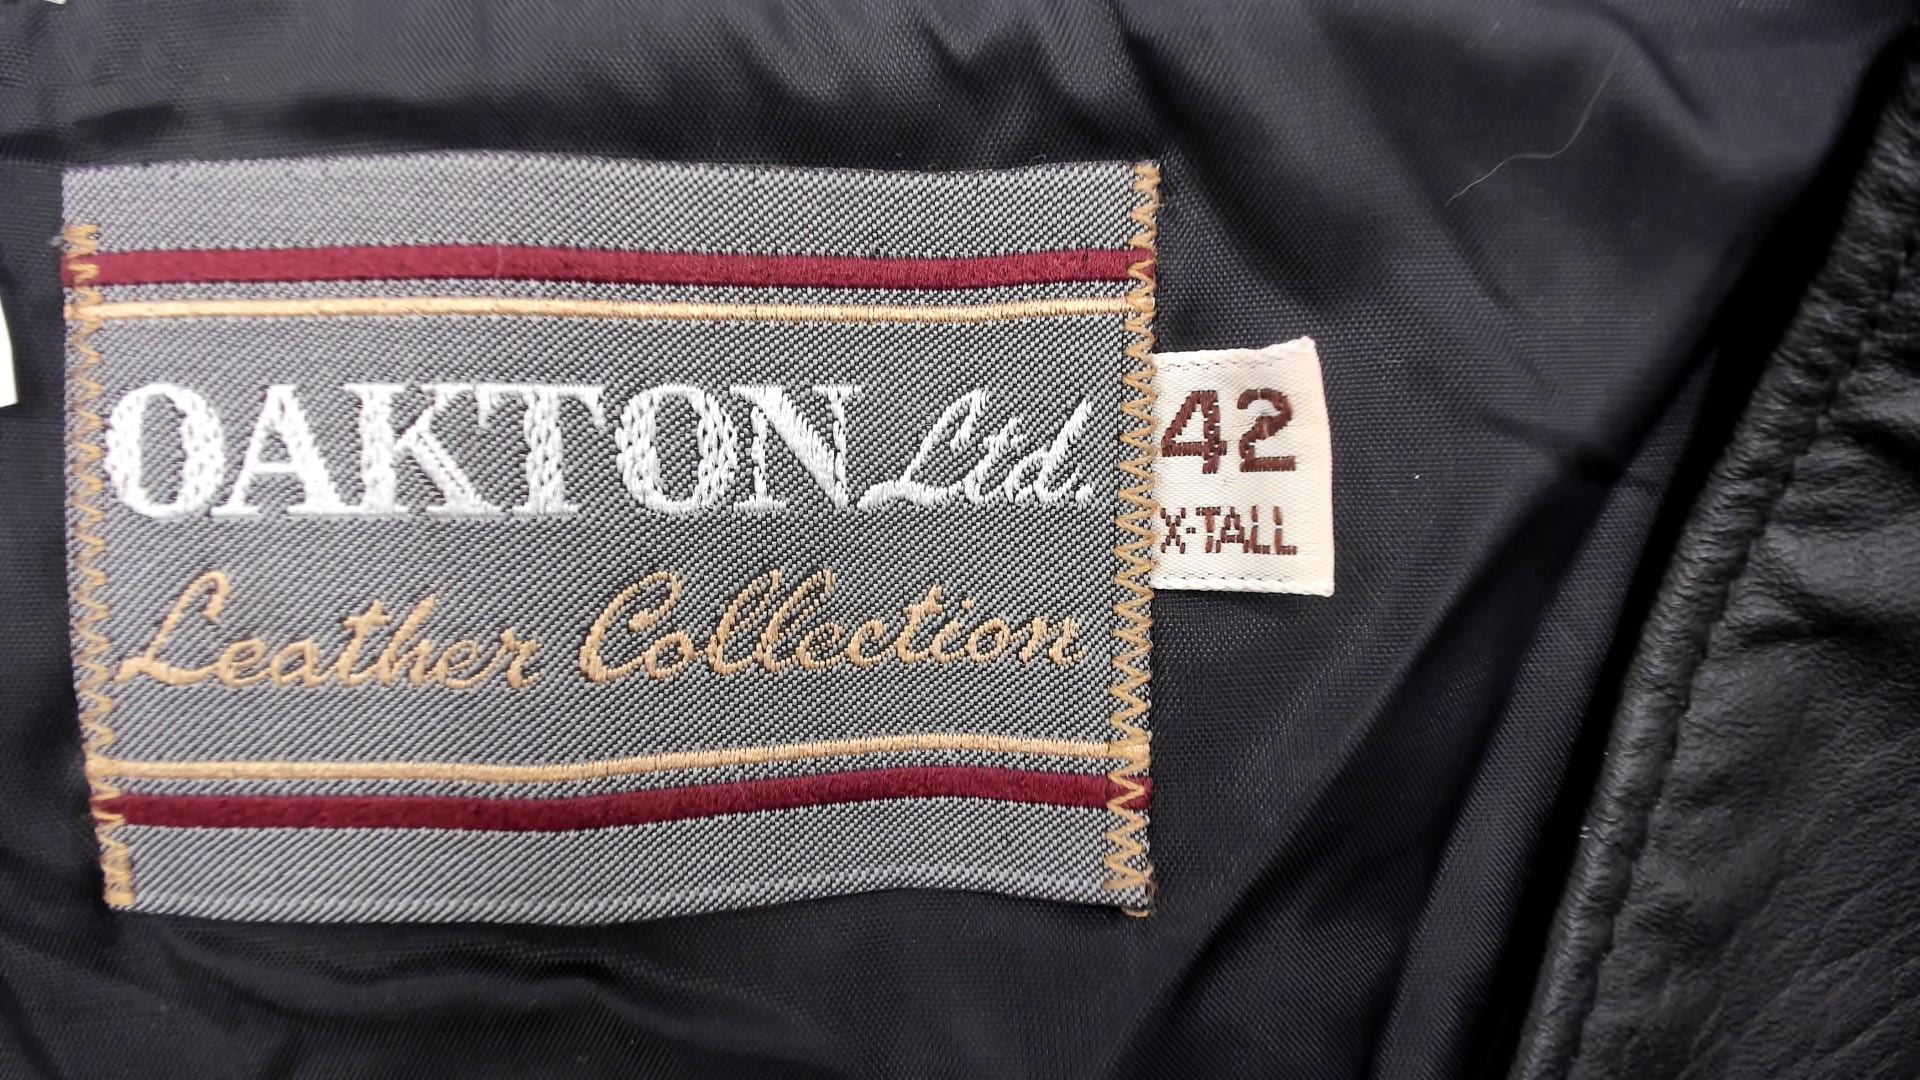 OAKTON Ltd.
Leather Collection
42
X-TALL